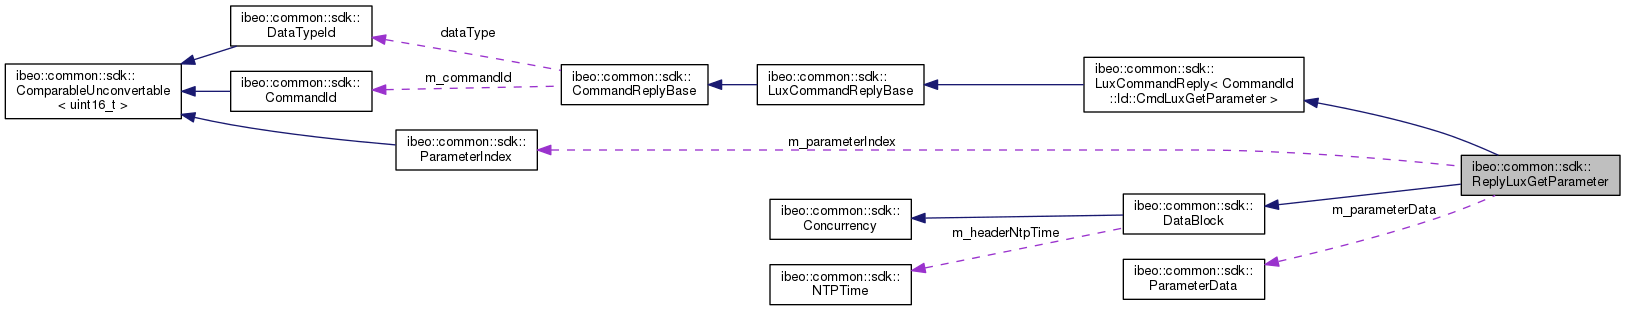 ibeo::common::sdk::
DataTypeId
dataType
ibeo::common::sdk::
ComparableUnconvertable
< uint16_t >
ibeo::common::sdk::
CommandId
m_commandId
ibeo::common::sdk::
CommandReplyBase
ibeo::common::sdk::
LuxCommandReplyBase
ibeo::common::sdk::
LuxCommandReply< CommandId
::Id::CmdLuxGetParameter >
ibeo::common::sdk::
ParameterIndex
m_parameterIndex
ibeo::common::sdk::
ReplyLuxGetParameter
ibeo::common::sdk::
Concurrency
ibeo::common::sdk::
DataBlock
m_parameterData
m_headerNtpTime
ibeo::common::sdk::
NTPTime
ibeo::common::sdk::
ParameterData